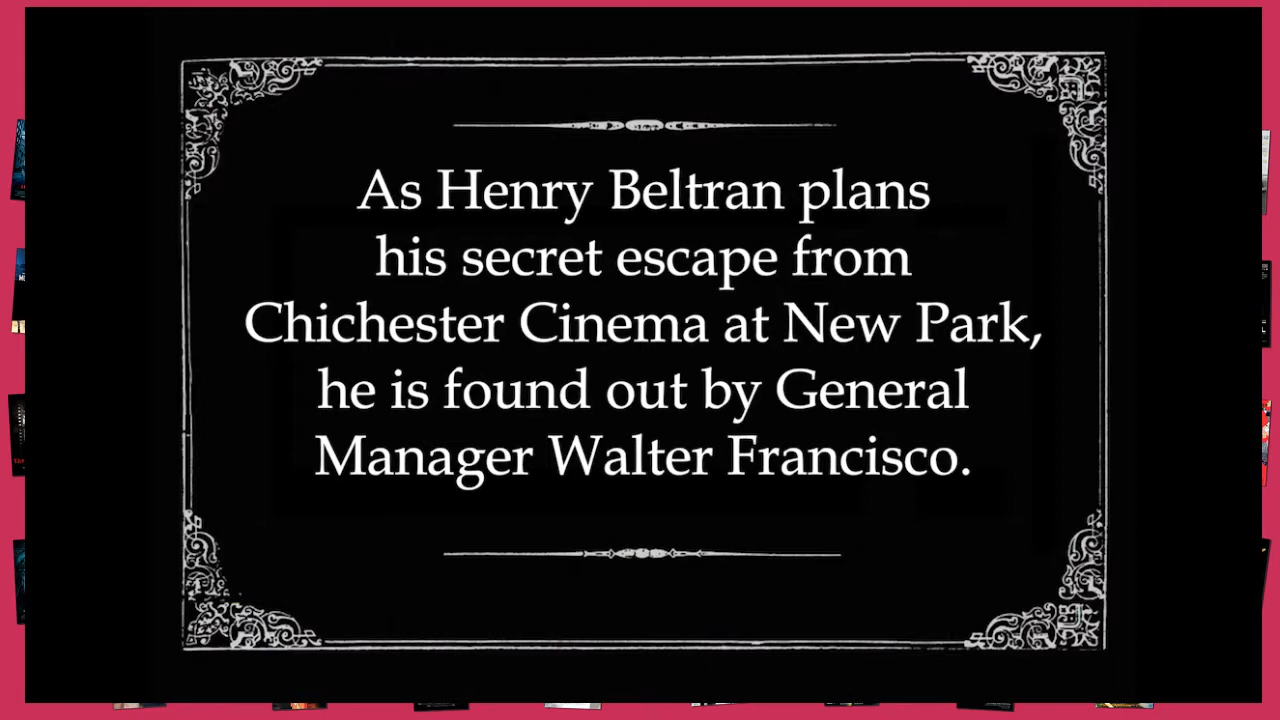 As Henry Beltran plans
his secret escape from
Chichester Cinema at New Park,
he is found out by General
Manager Walter Francisco.